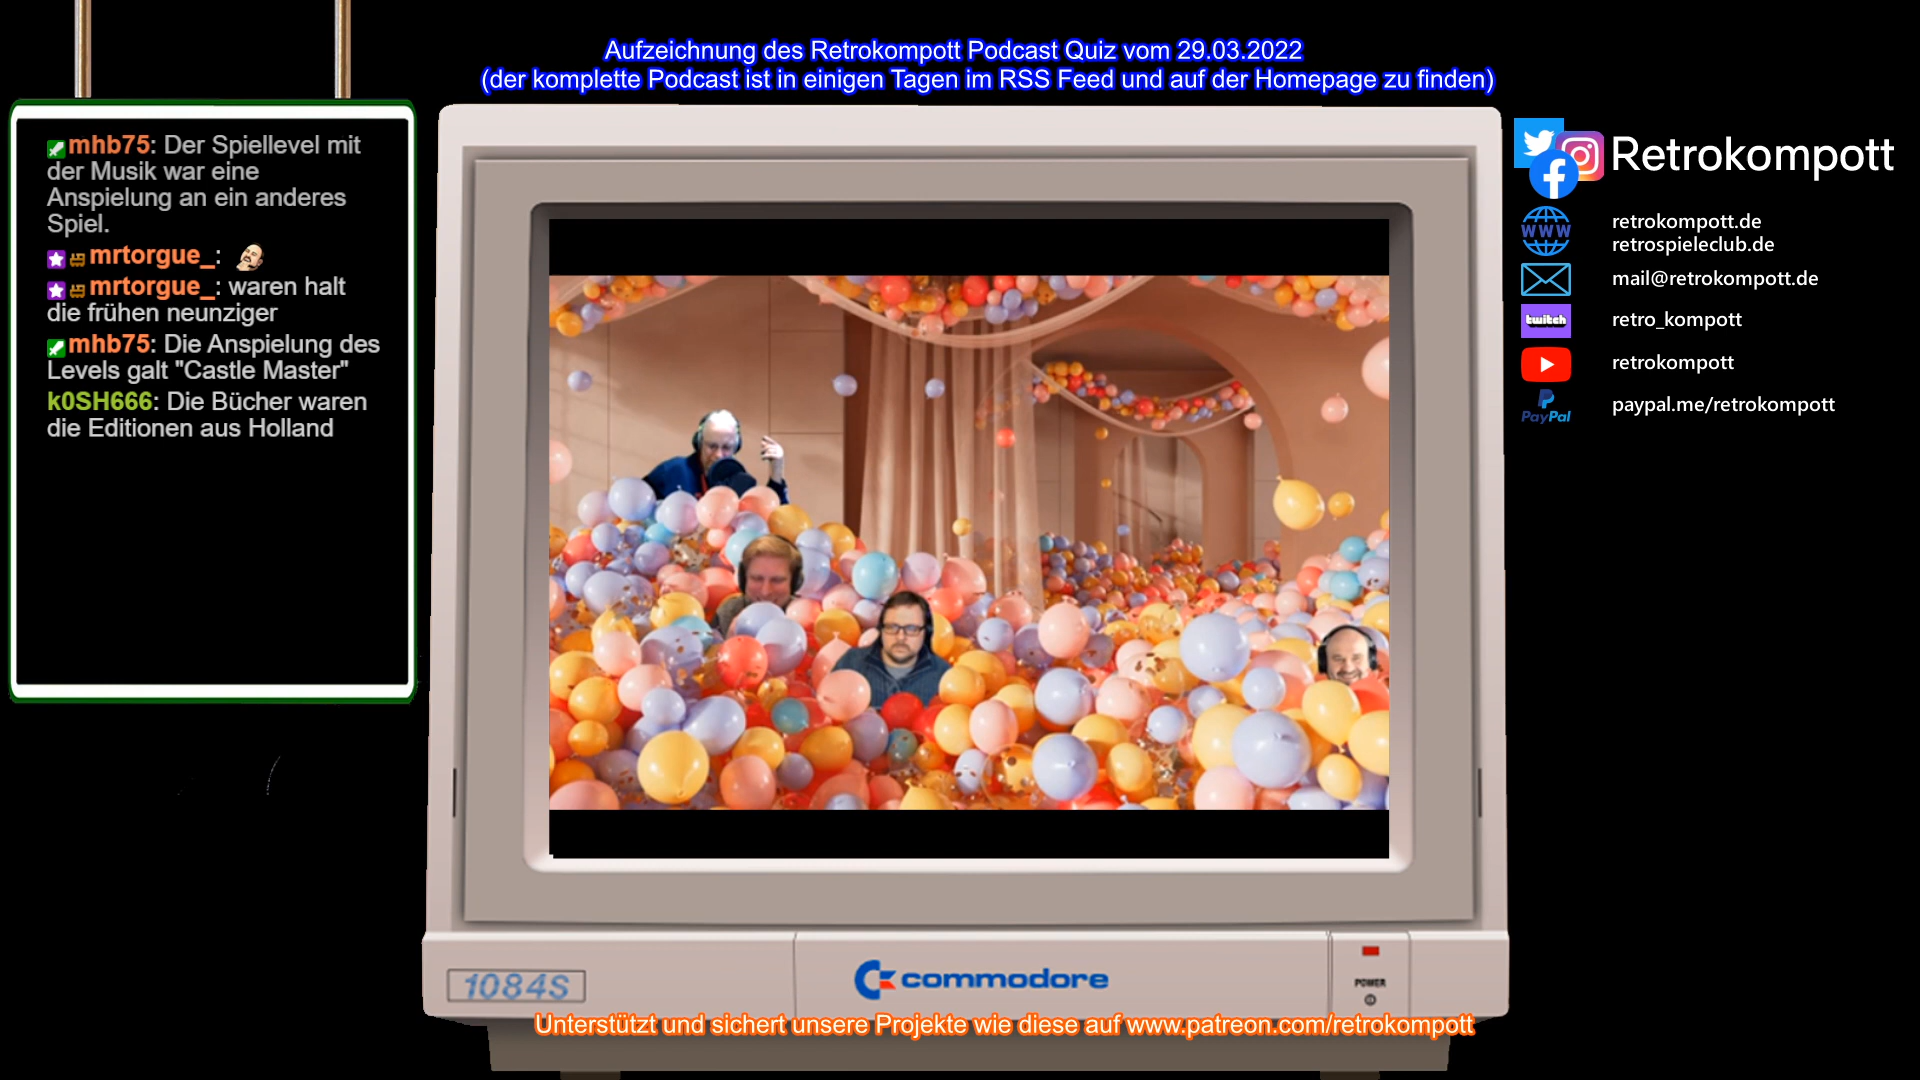 Aufzeichnung des Retrokompott Podcast Quiz vom 29.03.2022
(der komplette Podcast ist in einigen Tagen im RSS Feed und auf der Homepage zu finden)
mhb75: Der Spiellevel mit
der Musik war eine
Anspielung an ein anderes
Spiel.
mrtorgue_:
mrtorgue_: waren halt
die frühen neunziger
mhb75: Die Anspielung des
Levels galt "Castle Master"
k0SH666: Die Bücher waren
die Editionen aus Holland
Retrokompott
WWW
retrokompott.de
retrospieleclub.de
mail@retrokompott.de
twitch
retro_kompott
retrokompott
PayPal
paypal.me/retrokompott
1084S
commodore
POWER
Unterstützt und sichert unsere Projekte wie diese auf www.patreon.com/retrokompott